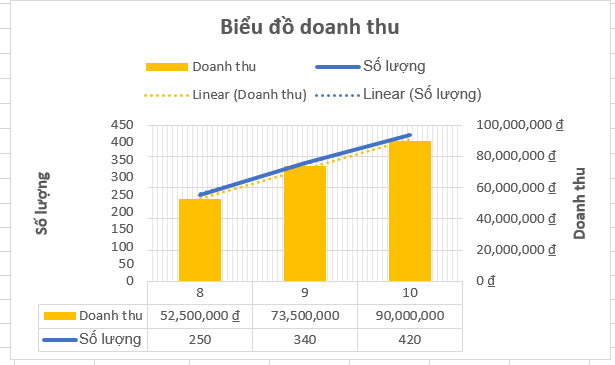 Biểu đồ doanh thu
Doanh thu
Số lượng
Linear (Doanh thu)
Linear (Số lượng)
450
400
350
300
250
200
150
100
50
0
Số lượng
100,000,000 ₫
80,000,000 ₫
60,000,000 ₫
40,000,000 ₫
20,000,000 ₫
0 ₫
Doanh thu
8 9 10
Doanh thu 52,500,000 ₫ 73,500,000 90,000,000
Số lượng 250 340 420